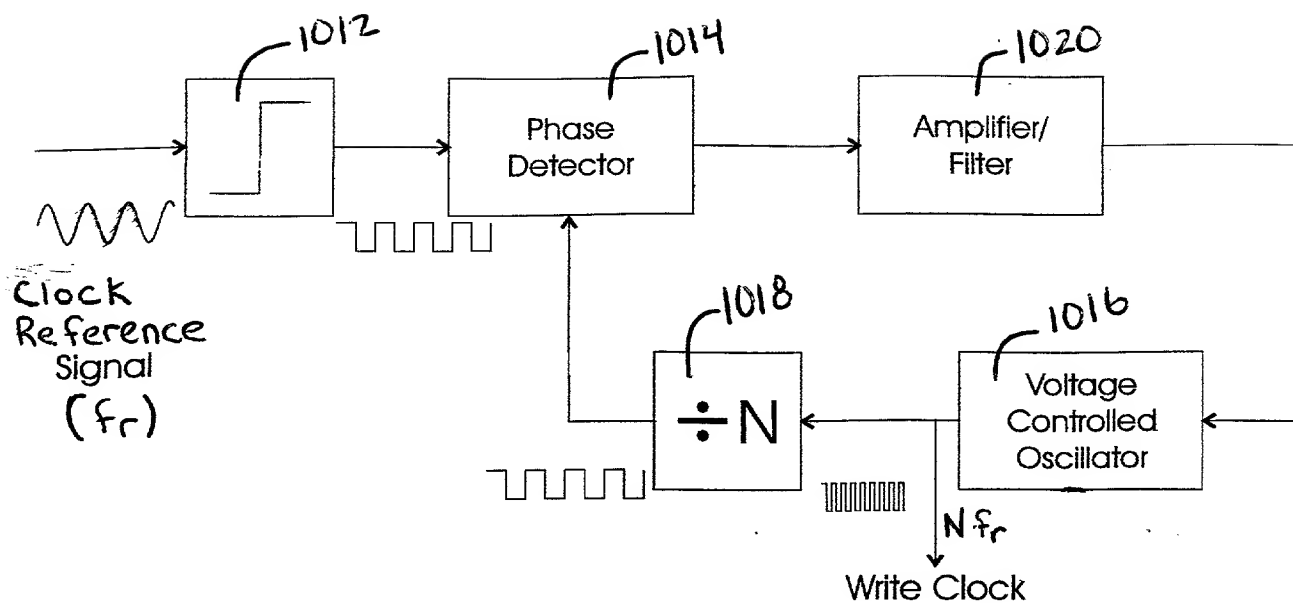 1012
1014
1020
Phase
Detector
Amplifier/
Filter
Clock
Reference
Signal
(fr)
1018
1016
÷ N
Voltage
Controlled
Oscillator
N fr
Write Clock